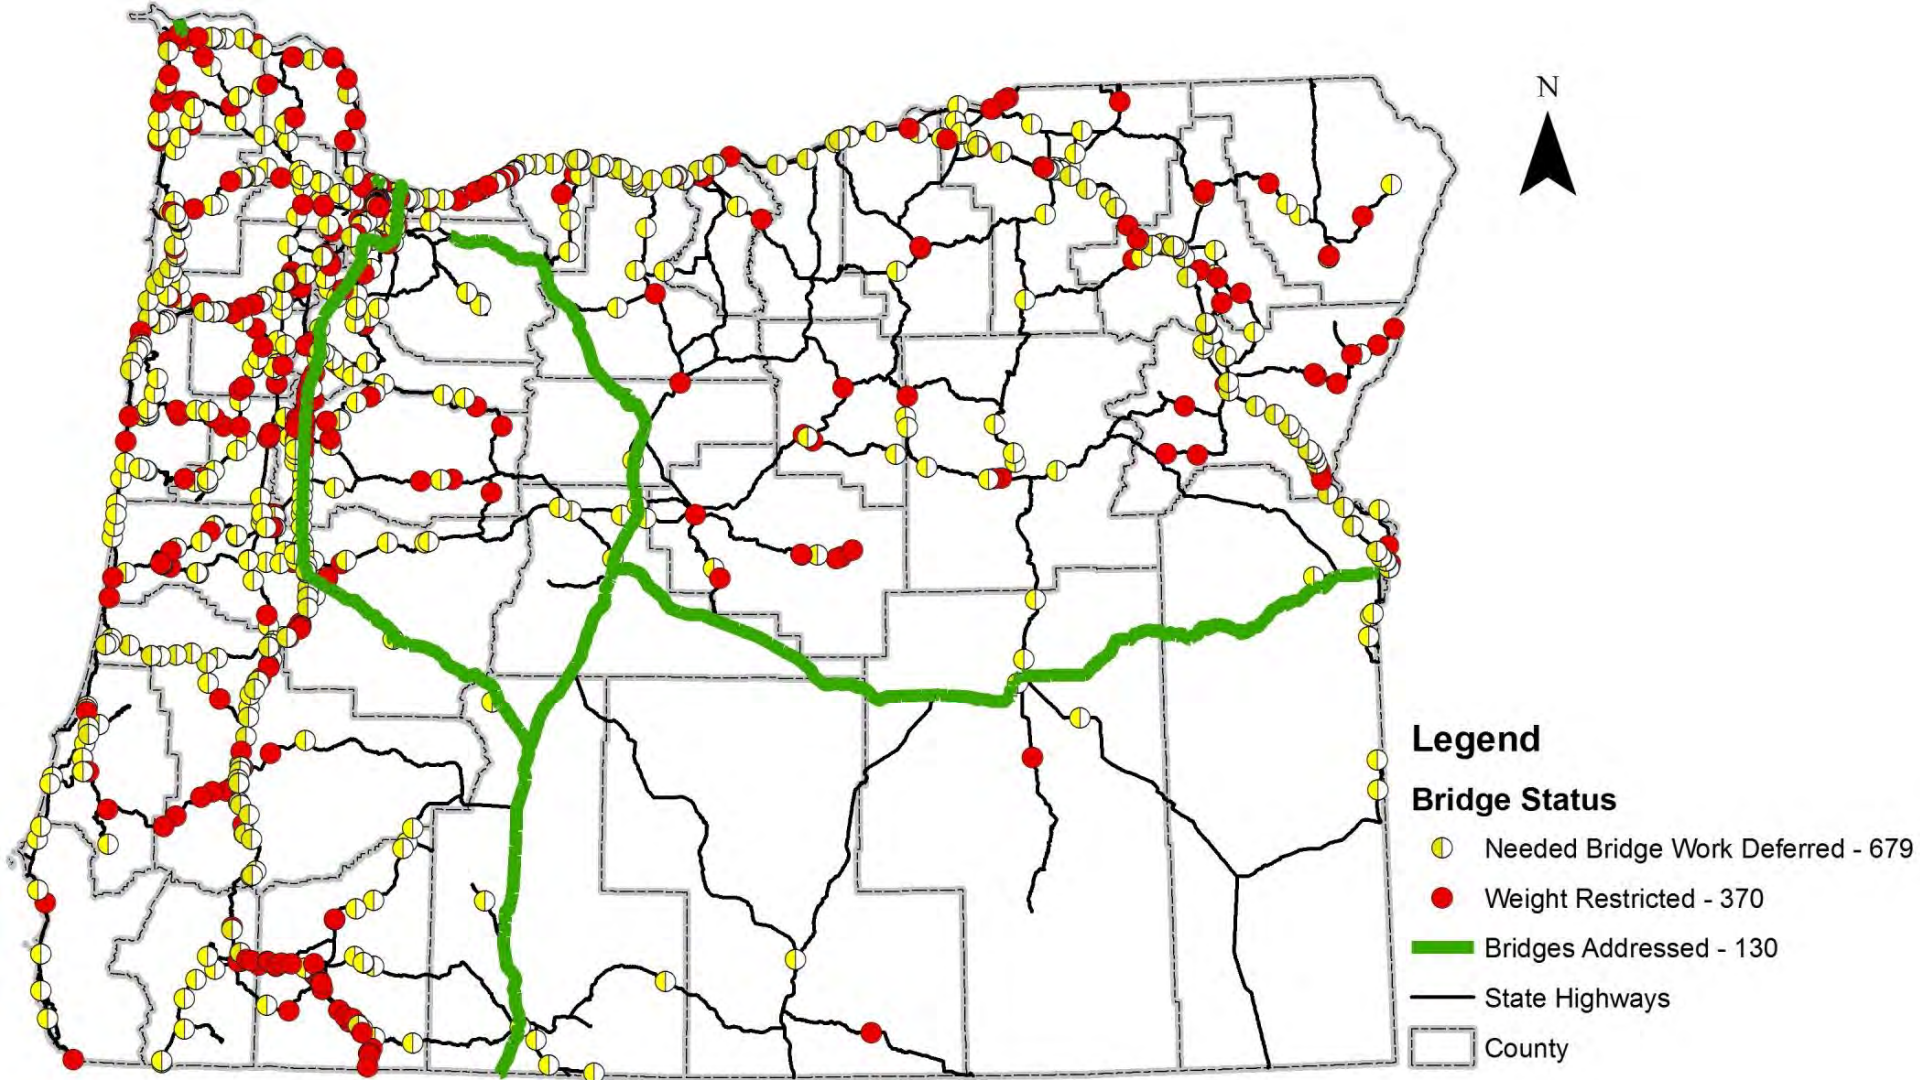 N
Legend
Bridge Status
Needed Bridge Work Deferred - 679
Weight Restricted - 370
Bridges Addressed - 130
State Highways
County